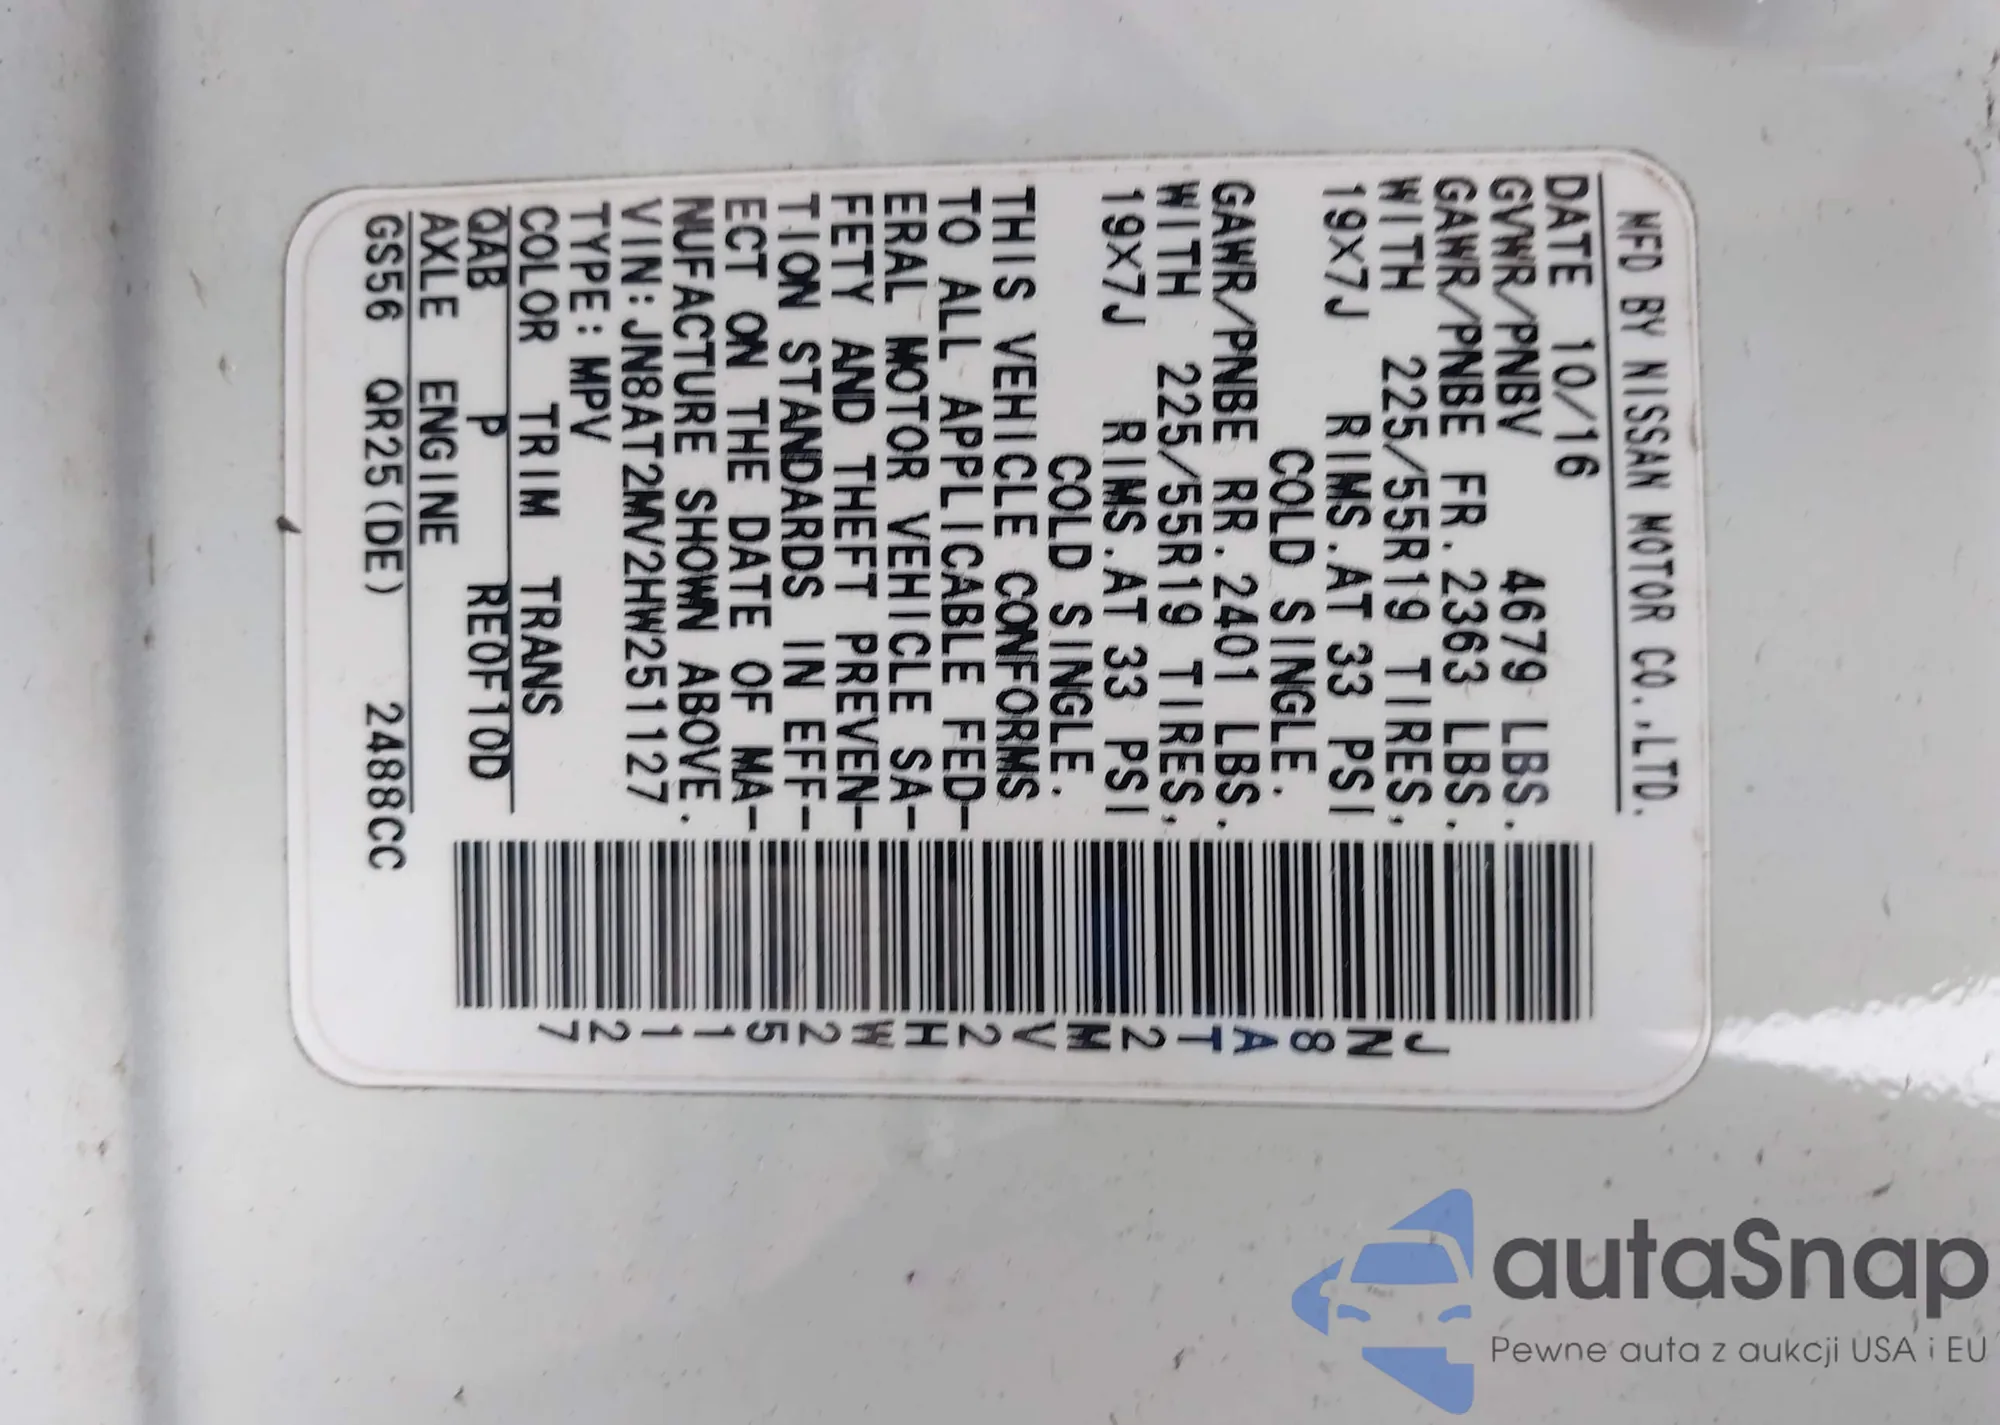 MFD BY NISSAN MOTOR CO.,LTD.
DATE 10/16
GVWR/PNBV 4679 LBS.
GAWR/PNBE FR. 2363 LBS.
WITH 225/55R19 TIRES,
19X7J RIMS.AT 33 PSI
COLD SINGLE.
GAWR/PNBE RR. 2401 LBS.
WITH 225/55R19 TIRES,
19X7J RIMS.AT 33 PSI
COLD SINGLE.
THIS VEHICLE CONFORMS
TO ALL APPLICABLE FED-
ERAL MOTOR VEHICLE SA-
FETY AND THEFT PREVEN-
TION STANDARDS IN EFF-
ECT ON THE DATE OF MA-
NUFACTURE SHOWN ABOVE.
VIN:JN8AT2MV2HW251127
TYPE:MPV
COLOR TRIM TRANS
QAB P RE0F10D
AXLE ENGINE
GS56 QR25(DE) 2488CC
JN8AT2MV2HW251127
autaSnap
Pewne auta z aukcji USA i EU